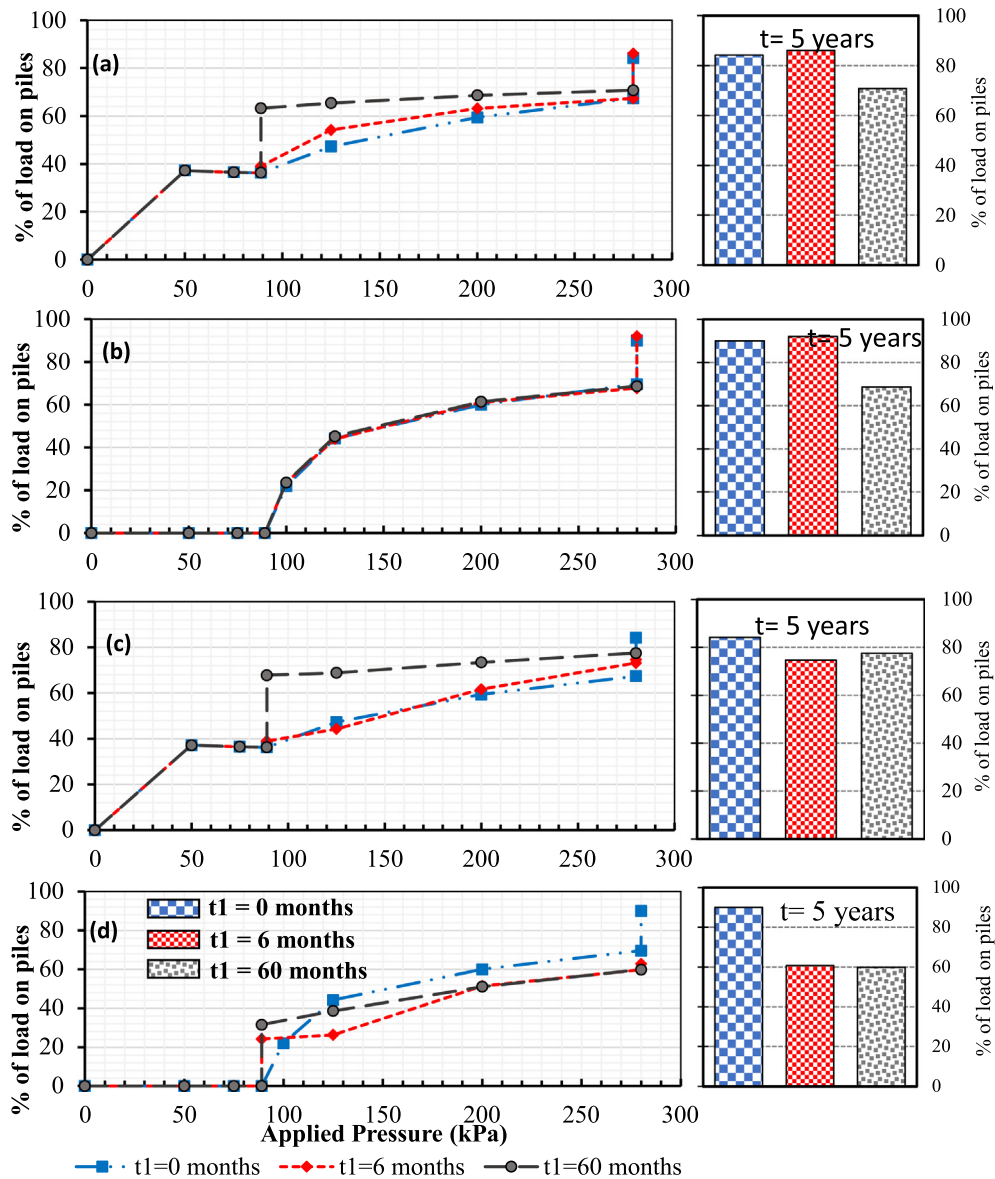 (a)
% of load on piles
100
80
60
40
20
0
0 50 100 150 200 250 300
t= 5 years
100
80
60
40
20
0
% of load on piles
(b)
% of load on piles
100
80
60
40
20
0
0 50 100 150 200 250 300
t= 5 years
100
80
60
40
20
0
% of load on piles
(c)
% of load on piles
100
80
60
40
20
0
0 50 100 150 200 250 300
t= 5 years
100
80
60
40
20
0
% of load on piles
(d)
% of load on piles
100
80
60
40
20
0
t1 = 0 months
t1 = 6 months
t1 = 60 months
0 50 100 150 200 250 300
Applied Pressure (kPa)
t= 5 years
100
80
60
40
20
0
% of load on piles
t1=0 months t1=6 months t1=60 months